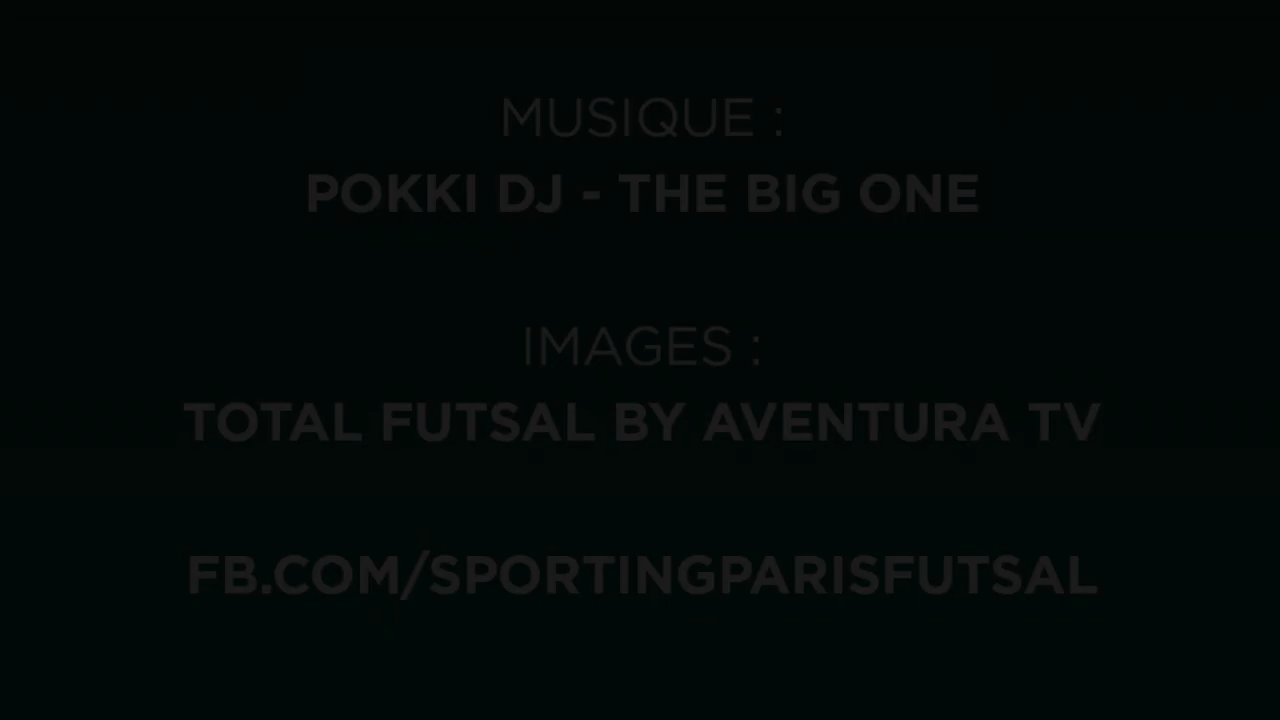 MUSIQUE :
POKKI DJ - THE BIG ONE
IMAGES :
TOTAL FUTSAL BY AVENTURA TV
FB.COM/SPORTINGPARISFUTSAL